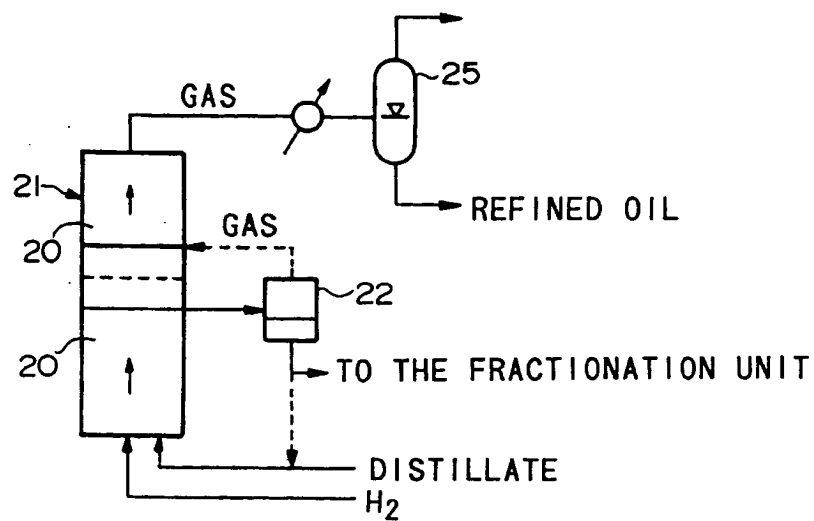 25
GAS
21
REFINED OIL
20
GAS
22
20
TO THE FRACTIONATION UNIT
DISTILLATE
H2